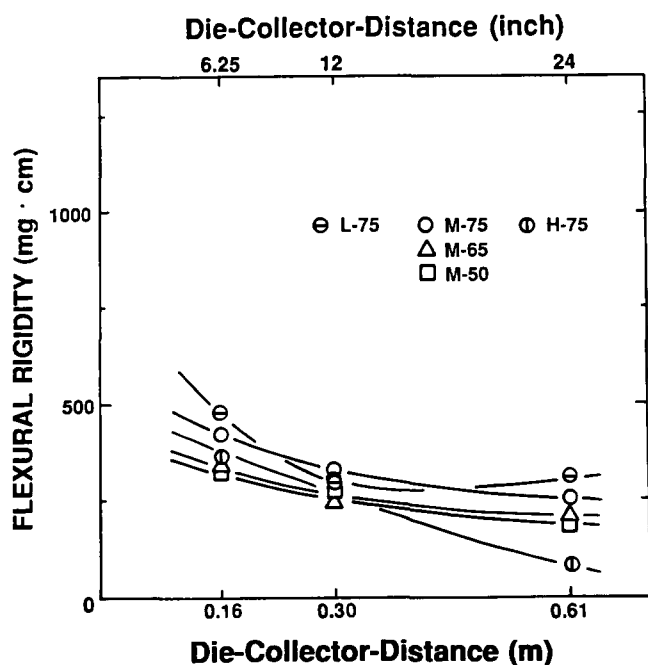 Die-Collector-Distance (inch)
6.25 12 24
FLEXURAL RIGIDITY (mg · cm)
1000
500
0
L-75 M-75 H-75
M-65
M-50
0.16 0.30 0.61
Die-Collector-Distance (m)